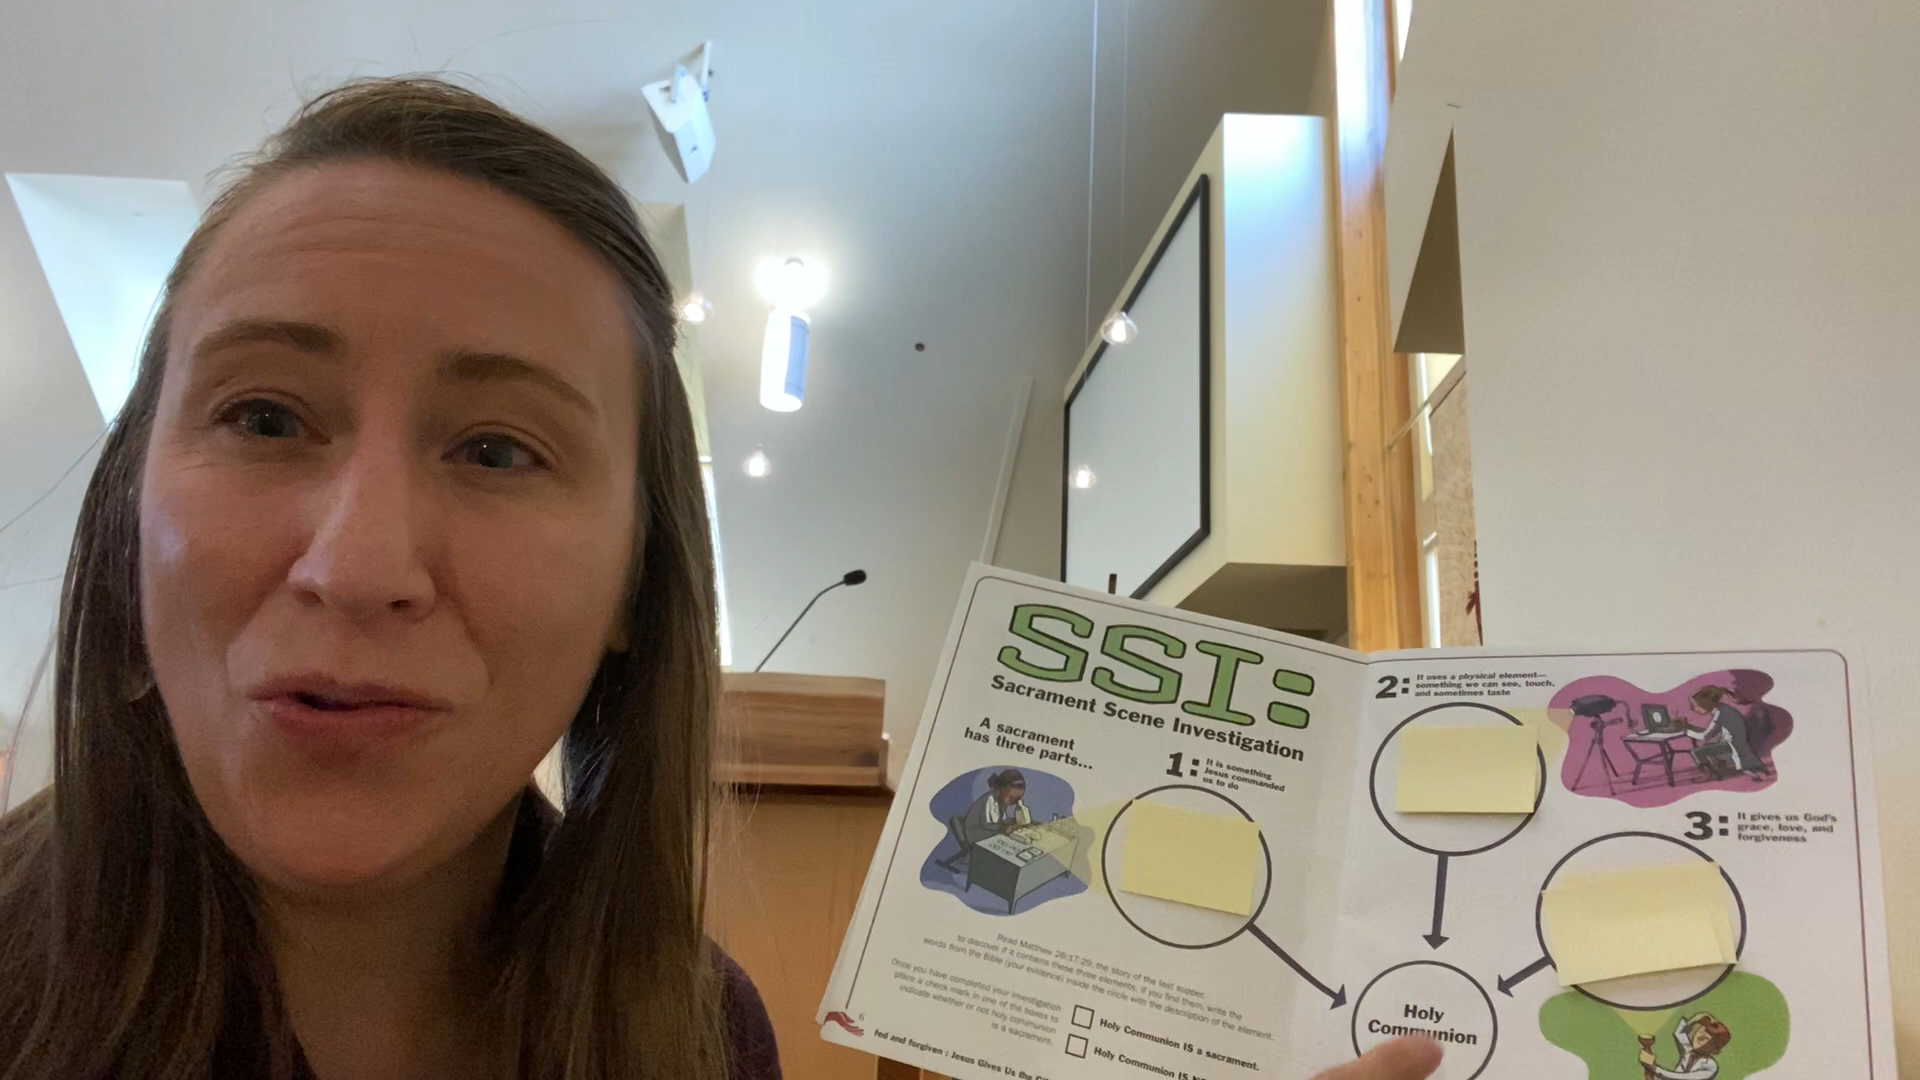 SSI:
Sacrament Scene Investigation
A sacrament
has three parts...
1: It is something
Jesus commanded
us to do
Read Matthew 26:17-29, the story of the last supper,
to discover if it contains these three elements. If you find them, write the
words from the Bible (your evidence) inside the circle with the description of the element.
Once you have completed your investigation
place a check mark in one of the boxes to
indicate whether or not holy communion
is a sacrament.
Holy Communion IS a sacrament.
Holy Communion IS
6
fed and forgiven : Jesus Gives Us the
2: It uses a physical element—
something we can see, touch,
and sometimes taste
3: It gives us God's
grace, love, and
forgiveness
Holy
Communion